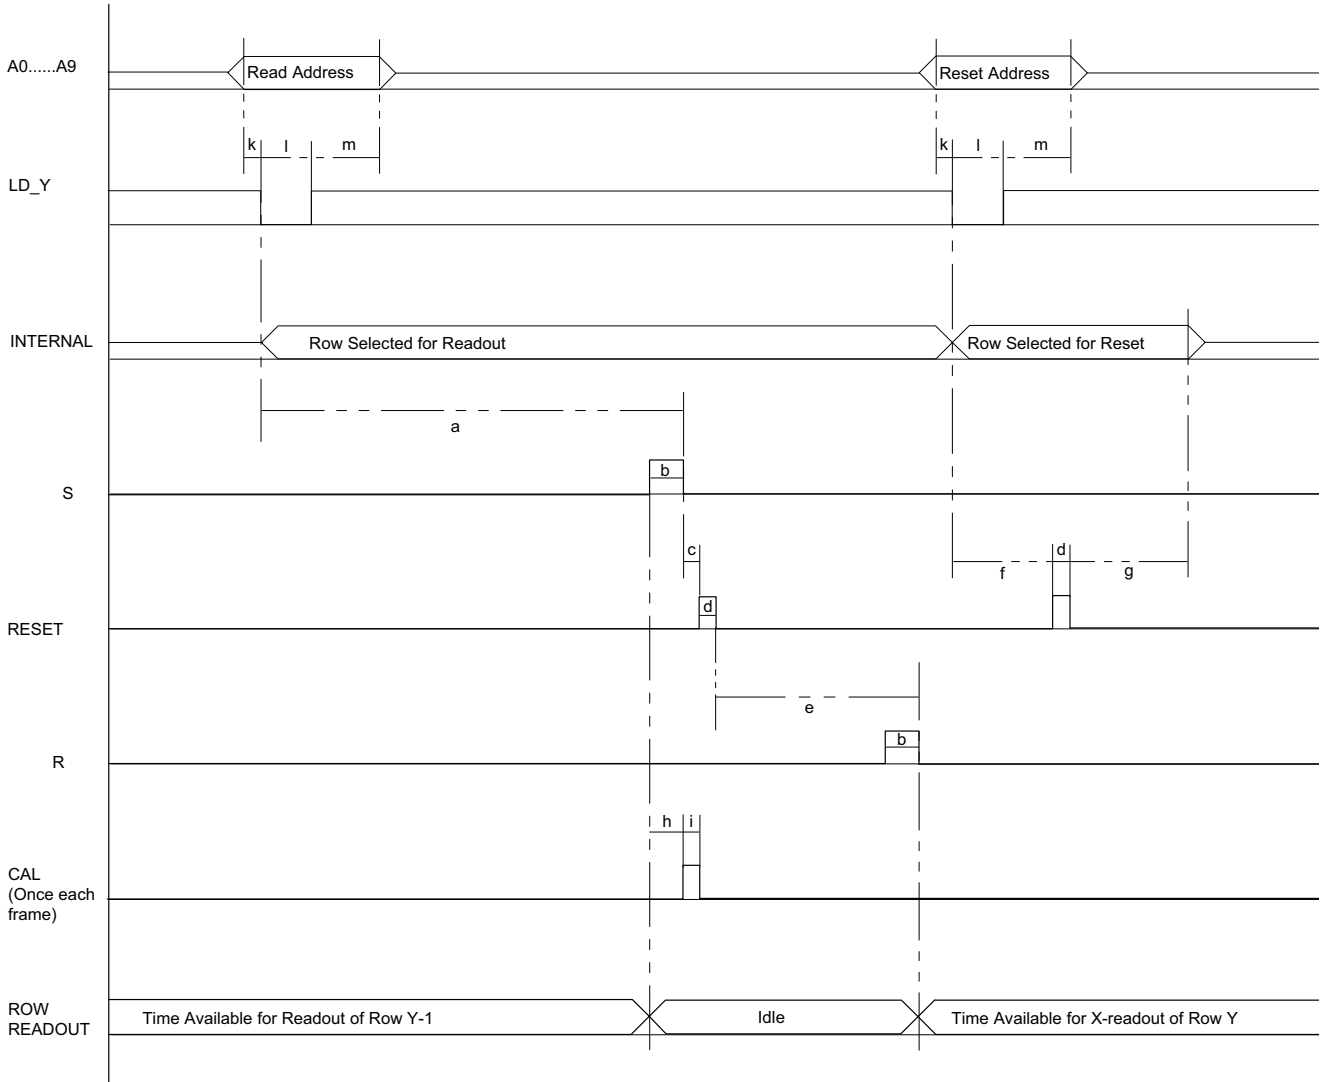 A0......A9
Read Address
Reset Address
k
l
m
k
l
m
LD_Y
INTERNAL
Row Selected for Readout
Row Selected for Reset
a
b
S
c
d
f
d
g
RESET
e
b
R
h
i
CAL
(Once each
frame)
ROW
READOUT
Time Available for Readout of Row Y-1
Idle
Time Available for X-readout of Row Y